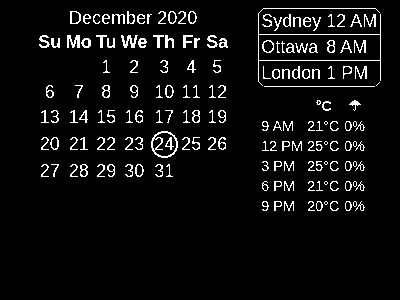 December 2020
Su Mo Tu We Th Fr Sa
1 2 3 4 5
6 7 8 9 10 11 12
13 14 15 16 17 18 19
20 21 22 23 24 25 26
27 28 29 30 31
Sydney 12 AM
Ottawa 8 AM
London 1 PM
°C ☂
9 AM 21°C 0%
12 PM 25°C 0%
3 PM 25°C 0%
6 PM 21°C 0%
9 PM 20°C 0%